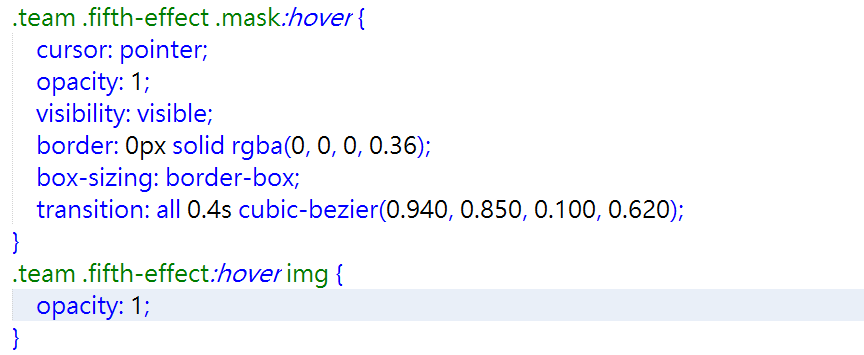 .team .fifth-effect .mask:hover {
cursor: pointer;
opacity: 1;
visibility: visible;
border: 0px solid rgba(0, 0, 0, 0.36);
box-sizing: border-box;
transition: all 0.4s cubic-bezier(0.940, 0.850, 0.100, 0.620);
}
.team .fifth-effect:hover img {
opacity: 1;
}